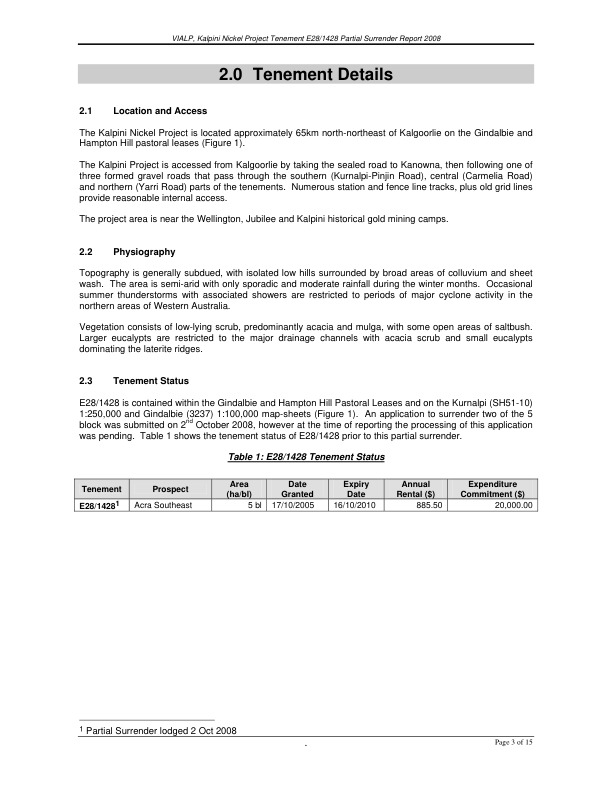 VIALP, Kalpini Nickel Project Tenement E28/1428 Partial Surrender Report 2008
2.0 Tenement Details
2.1 Location and Access
The Kalpini Nickel Project is located approximately 65km north-northeast of Kalgoorlie on the Gindalbie and
Hampton Hill pastoral leases (Figure 1).
The Kalpini Project is accessed from Kalgoorlie by taking the sealed road to Kanowna, then following one of
three formed gravel roads that pass through the southern (Kurnalpi-Pinjin Road), central (Carmelia Road)
and northern (Yarri Road) parts of the tenements. Numerous station and fence line tracks, plus old grid lines
provide reasonable internal access.
The project area is near the Wellington, Jubilee and Kalpini historical gold mining camps.
2.2 Physiography
Topography is generally subdued, with isolated low hills surrounded by broad areas of colluvium and sheet
wash. The area is semi-arid with only sporadic and moderate rainfall during the winter months. Occasional
summer thunderstorms with associated showers are restricted to periods of major cyclone activity in the
northern areas of Western Australia.
Vegetation consists of low-lying scrub, predominantly acacia and mulga, with some open areas of saltbush.
Larger eucalypts are restricted to the major drainage channels with acacia scrub and small eucalypts
dominating the laterite ridges.
2.3 Tenement Status
E28/1428 is contained within the Gindalbie and Hampton Hill Pastoral Leases and on the Kurnalpi (SH51-10)
1:250,000 and Gindalbie (3237) 1:100,000 map-sheets (Figure 1). An application to surrender two of the 5
block was submitted on 2nd October 2008, however at the time of reporting the processing of this application
was pending. Table 1 shows the tenement status of E28/1428 prior to this partial surrender.
Table 1: E28/1428 Tenement Status
Tenement Prospect Area (ha/bl) Date Granted Expiry Date Annual Rental ($) Expenditure Commitment ($)
E28/1428¹ Acra Southeast 5 bl 17/10/2005 16/10/2010 885.50 20,000.00
¹ Partial Surrender lodged 2 Oct 2008
- Page 3 of 15